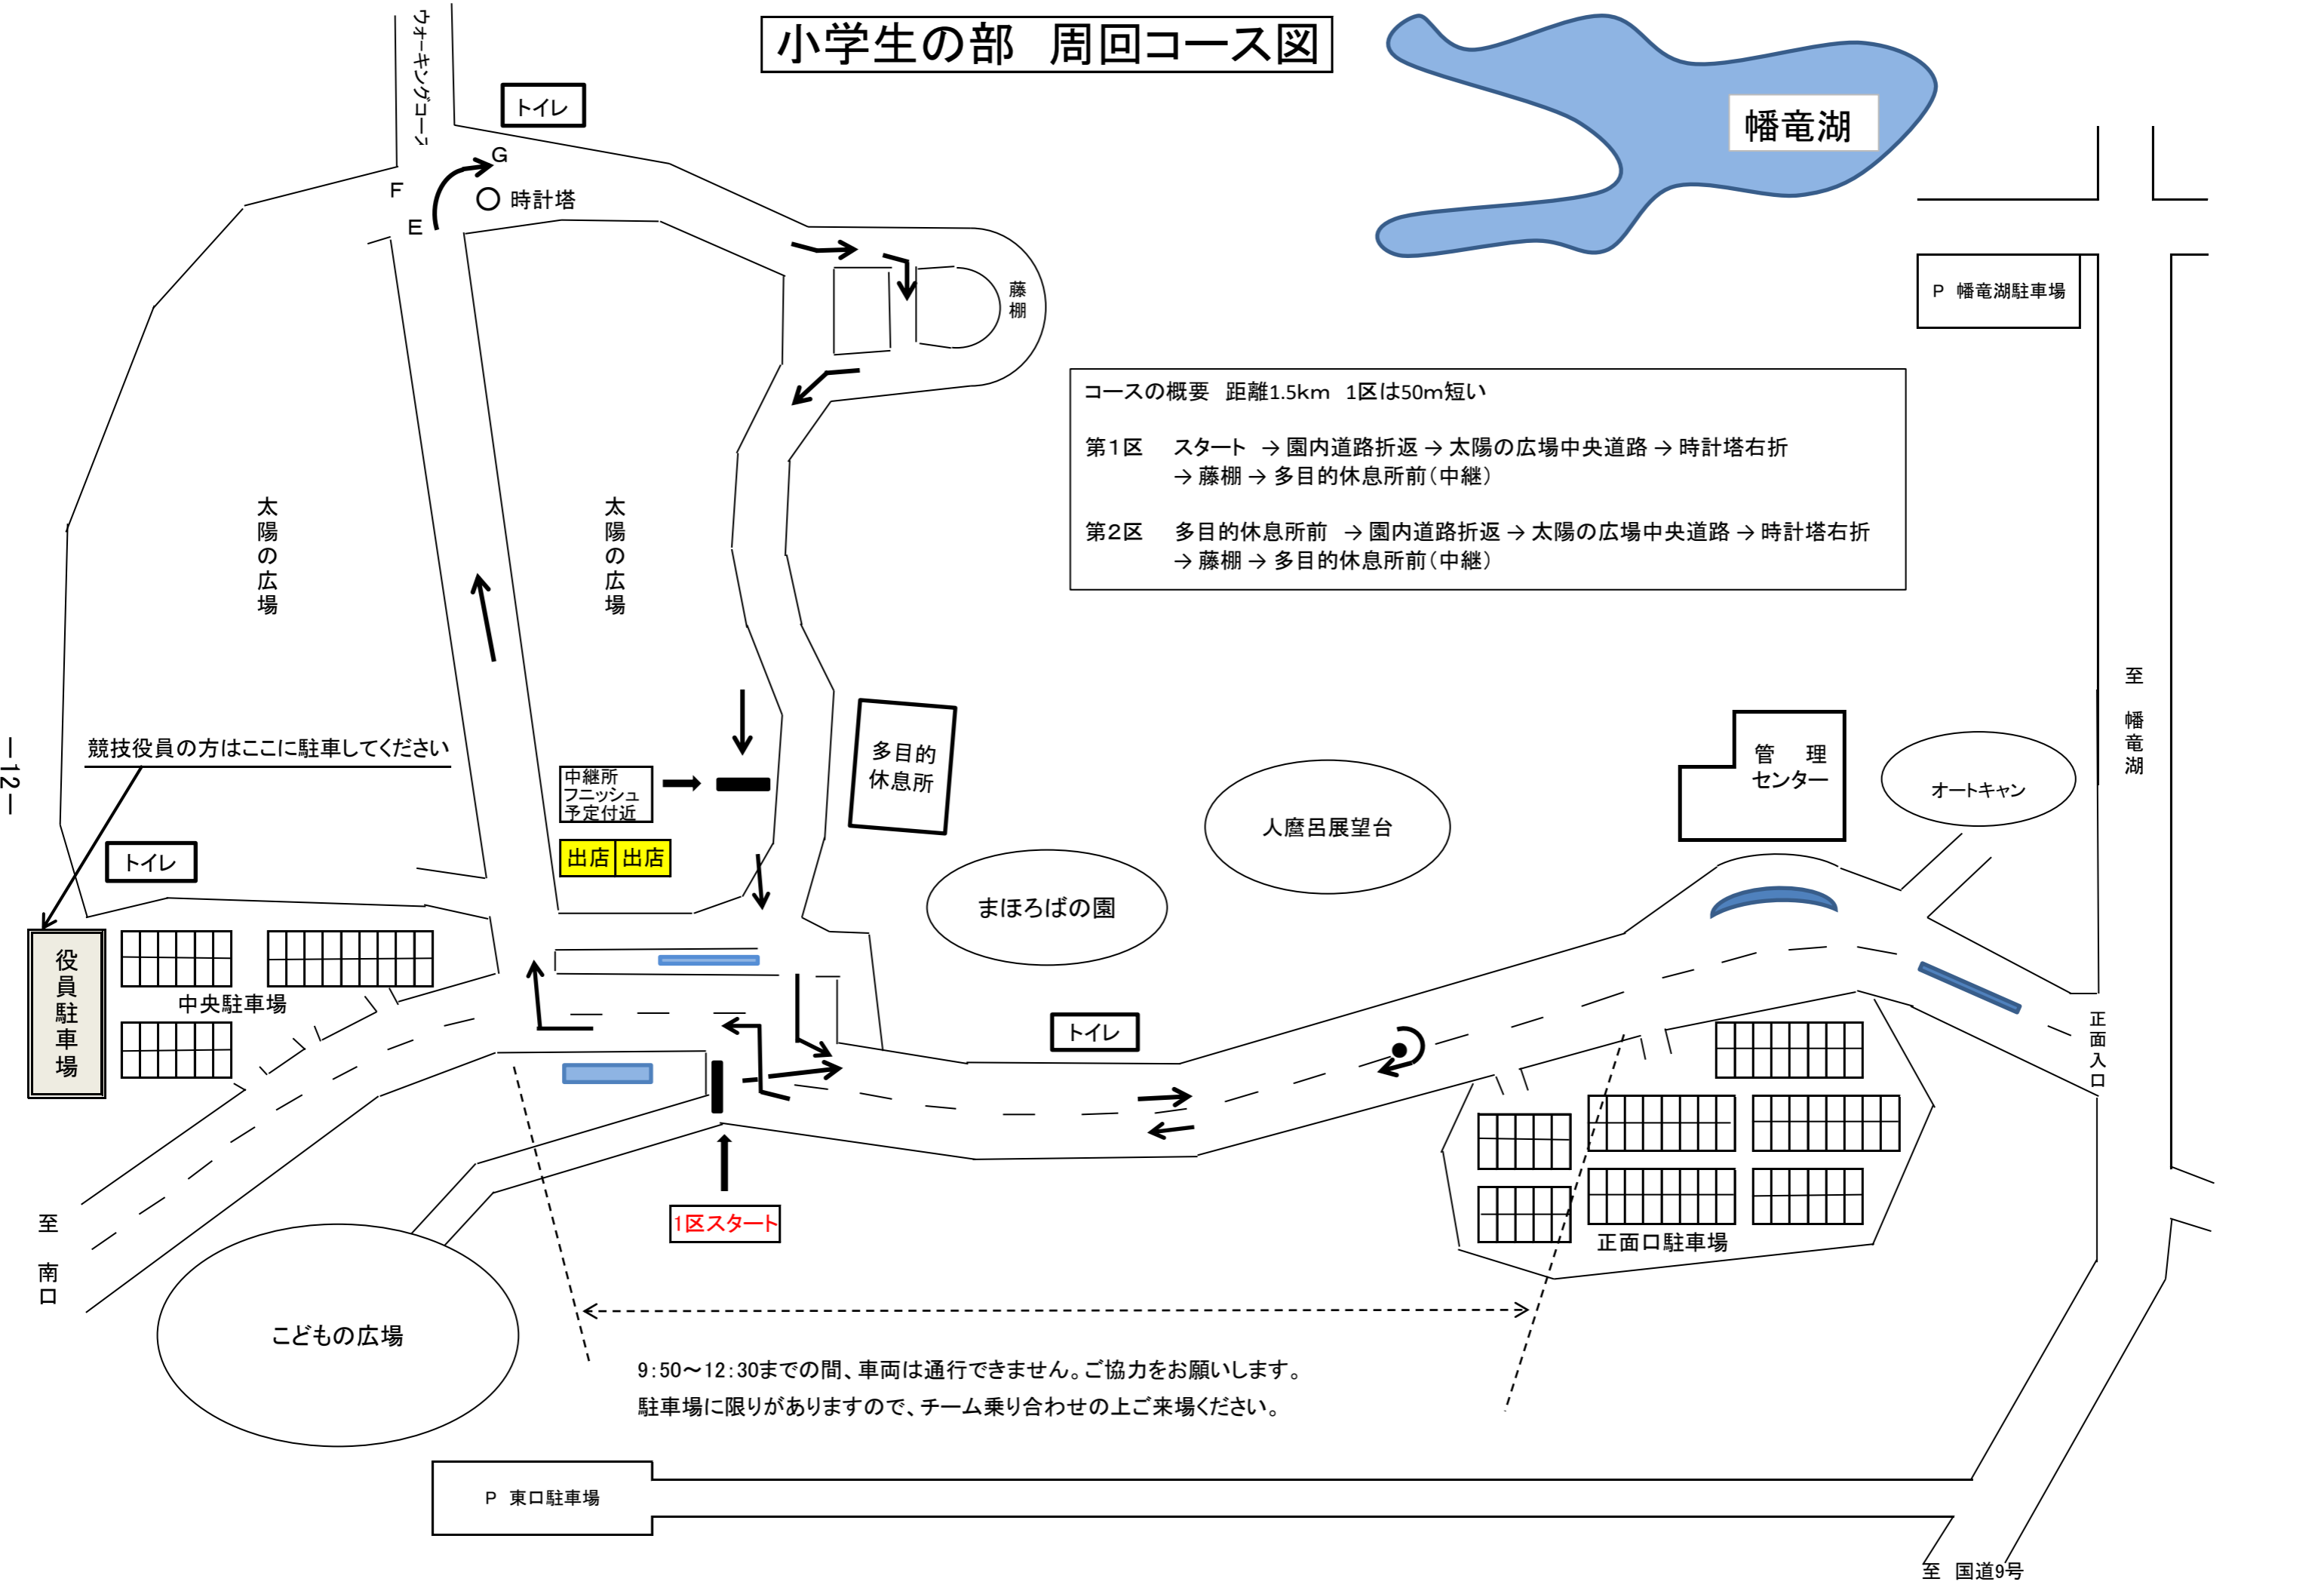 小学生の部　周回コース図
ウォーキングコース
トイレ
幡竜湖
G
F
時計塔
E
藤棚
P　幡竜湖駐車場
コースの概要　距離1.5km　1区は50m短い
第1区　スタート　→ 園内道路折返 → 太陽の広場中央道路 → 時計塔右折
→ 藤棚 → 多目的休息所前(中継)
第2区　多目的休息所前　→ 園内道路折返 → 太陽の広場中央道路 → 時計塔右折
→ 藤棚 → 多目的休息所前(中継)
太陽の広場
太陽の広場
至　幡竜湖
競技役員の方はここに駐車してください
―12―
中継所
フニッシュ
予定付近
多目的
休息所
管　理
センター
オートキャン
人麿呂展望台
出店
出店
トイレ
まほろばの園
役員駐車場
中央駐車場
トイレ
正面入口
1区スタート
正面口駐車場
至　南口
こどもの広場
9:50～12:30までの間、車両は通行できません。ご協力をお願いします。
駐車場に限りがありますので、チーム乗り合わせの上ご来場ください。
P　東口駐車場
至　国道9号